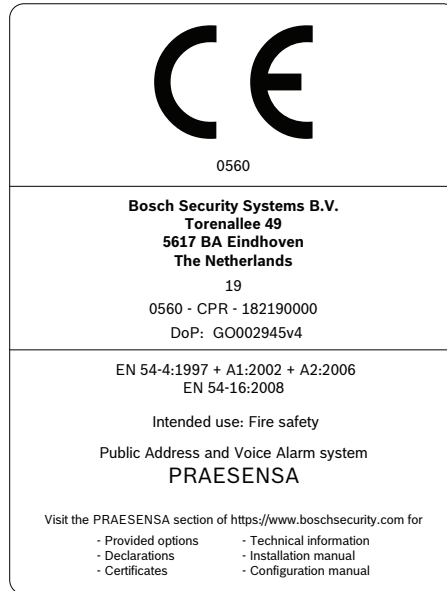 CE
0560
Bosch Security Systems B.V.
Torenallee 49
5617 BA Eindhoven
The Netherlands
19
0560 - CPR - 182190000
DoP: GO002945v4
EN 54-4:1997 + A1:2002 + A2:2006
EN 54-16:2008
Intended use: Fire safety
Public Address and Voice Alarm system
PRAESENSA
Visit the PRAESENSA section of https://www.boschsecurity.com for
- Provided options - Technical information
- Declarations - Installation manual
- Certificates - Configuration manual